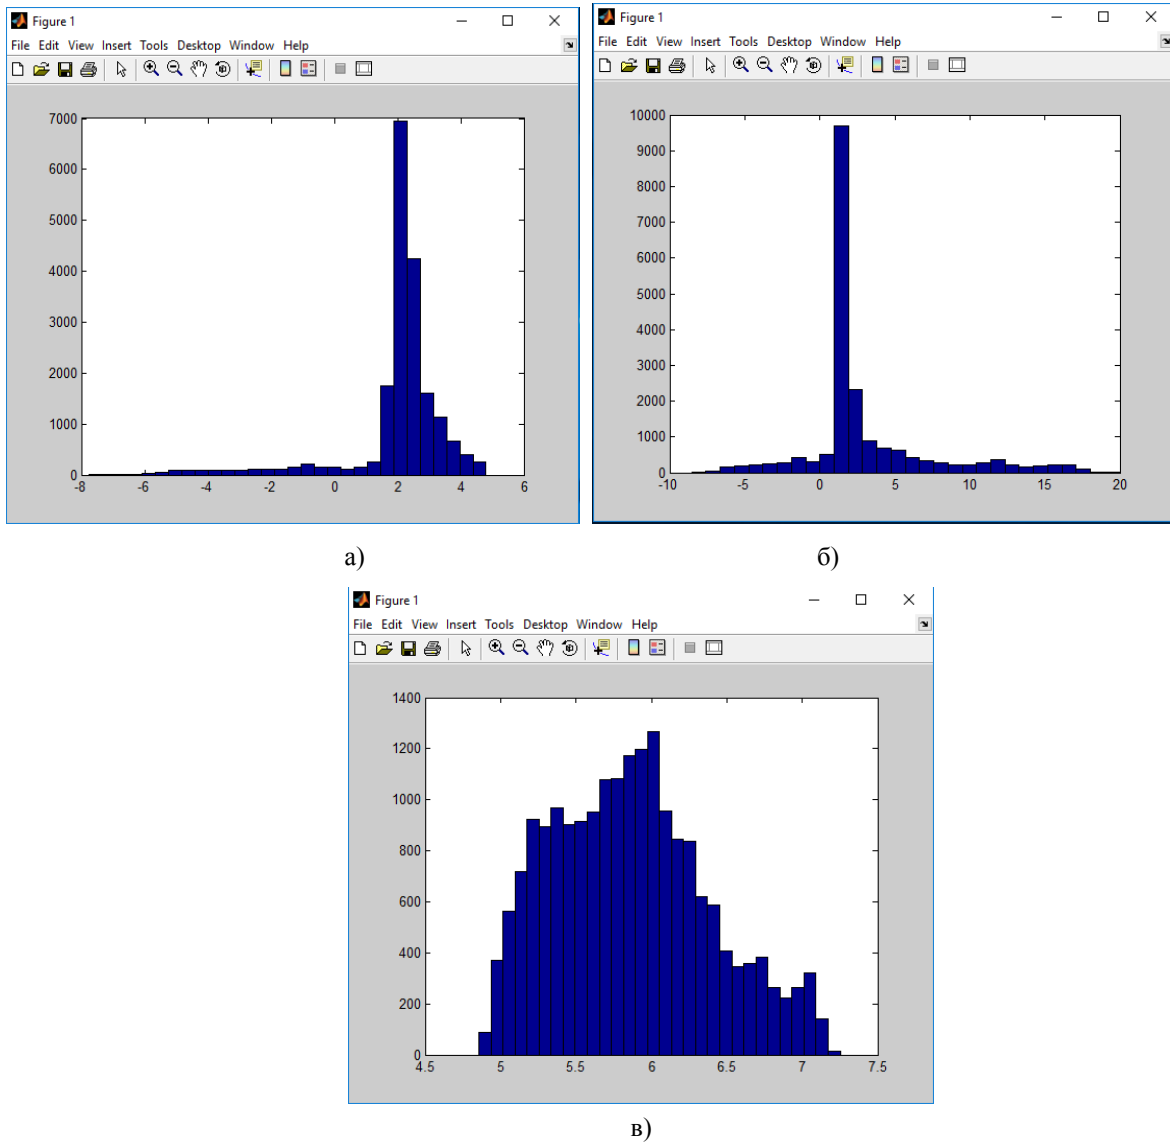 Figure 1
File Edit View Insert Tools Desktop Window Help
7000
6000
5000
4000
3000
2000
1000
0
-8 -6 -4 -2 0 2 4 6
а)
Figure 1
File Edit View Insert Tools Desktop Window Help
10000
9000
8000
7000
6000
5000
4000
3000
2000
1000
0
-10 -5 0 5 10 15 20
б)
Figure 1
File Edit View Insert Tools Desktop Window Help
1400
1200
1000
800
600
400
200
0
4.5 5 5.5 6 6.5 7 7.5
в)